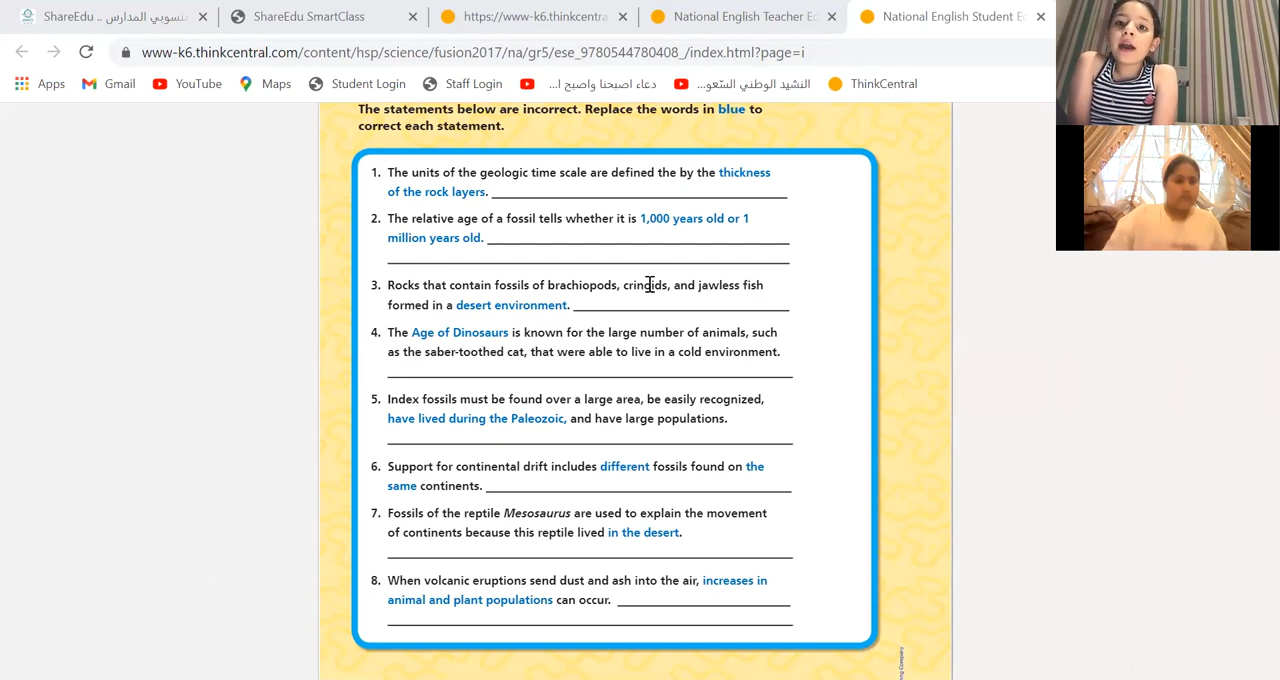 ShareEdu .. منسوبي المدارس
ShareEdu SmartClass
https://www-k6.thinkcentra
National English Teacher Ed
National English Student Ed
www-k6.thinkcentral.com/content/hsp/science/fusion2017/na/gr5/ese_9780544780408_/index.html?page=i
Apps
Gmail
YouTube
Maps
Student Login
Staff Login
دعاء اصبحنا واصبح ا...
النشيد الوطني السّعو...
ThinkCentral
The statements below are incorrect. Replace the words in blue to
correct each statement.
1. The units of the geologic time scale are defined the by the thickness
of the rock layers.
2. The relative age of a fossil tells whether it is 1,000 years old or 1
million years old.
3. Rocks that contain fossils of brachiopods, crinoids, and jawless fish
formed in a desert environment.
4. The Age of Dinosaurs is known for the large number of animals, such
as the saber-toothed cat, that were able to live in a cold environment.
5. Index fossils must be found over a large area, be easily recognized,
have lived during the Paleozoic, and have large populations.
6. Support for continental drift includes different fossils found on the
same continents.
7. Fossils of the reptile Mesosaurus are used to explain the movement
of continents because this reptile lived in the desert.
8. When volcanic eruptions send dust and ash into the air, increases in
animal and plant populations can occur.
ng Company